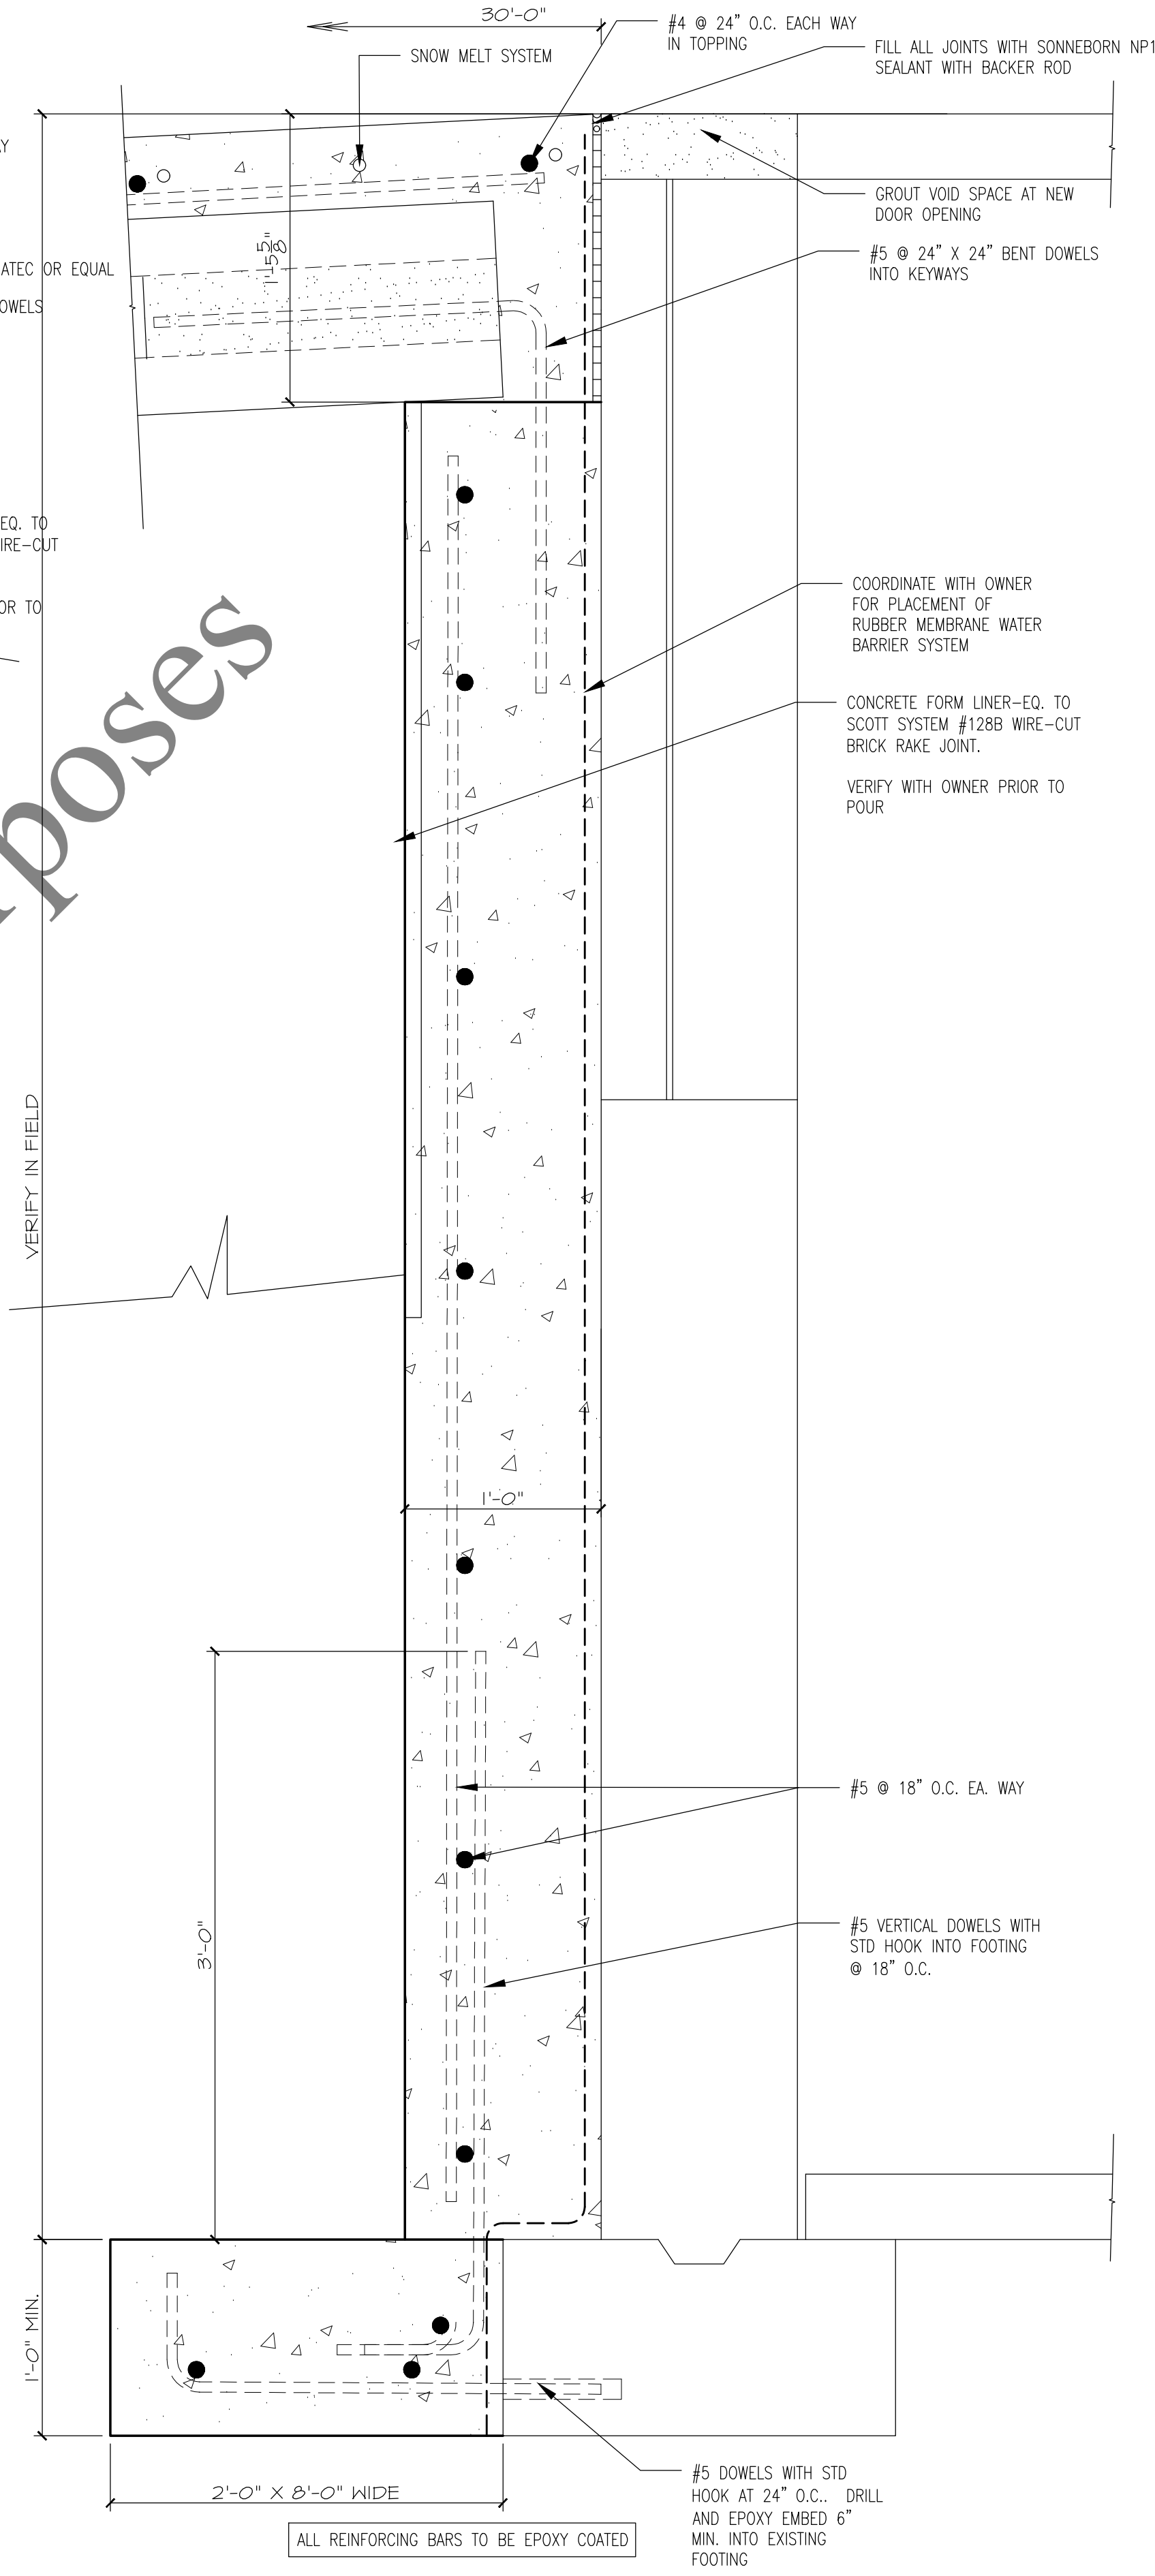 30'-0"
#4 @ 24" O.C. EACH WAY
IN TOPPING
SNOW MELT SYSTEM
FILL ALL JOINTS WITH SONNEBORN NP1
SEALANT WITH BACKER ROD
GROUT VOID SPACE AT NEW
DOOR OPENING
1'-5 5/8"
#5 @ 24" X 24" BENT DOWELS
INTO KEYWAYS
OR EQUAL
EQ. TO
TO
COORDINATE WITH OWNER
FOR PLACEMENT OF
RUBBER MEMBRANE WATER
BARRIER SYSTEM
CONCRETE FORM LINER-EQ. TO
SCOTT SYSTEM #128B WIRE-CUT
BRICK RAKE JOINT.
VERIFY WITH OWNER PRIOR TO
POUR
VERIFY IN FIELD
1'-0"
3'-0"
#5 @ 18" O.C. EA. WAY
#5 VERTICAL DOWELS WITH
STD HOOK INTO FOOTING
@ 18" O.C.
1'-0" MIN.
2'-0" X 8'-0" WIDE
ALL REINFORCING BARS TO BE EPOXY COATED
#5 DOWELS WITH STD
HOOK AT 24" O.C.. DRILL
AND EPOXY EMBED 6"
MIN. INTO EXISTING
FOOTING